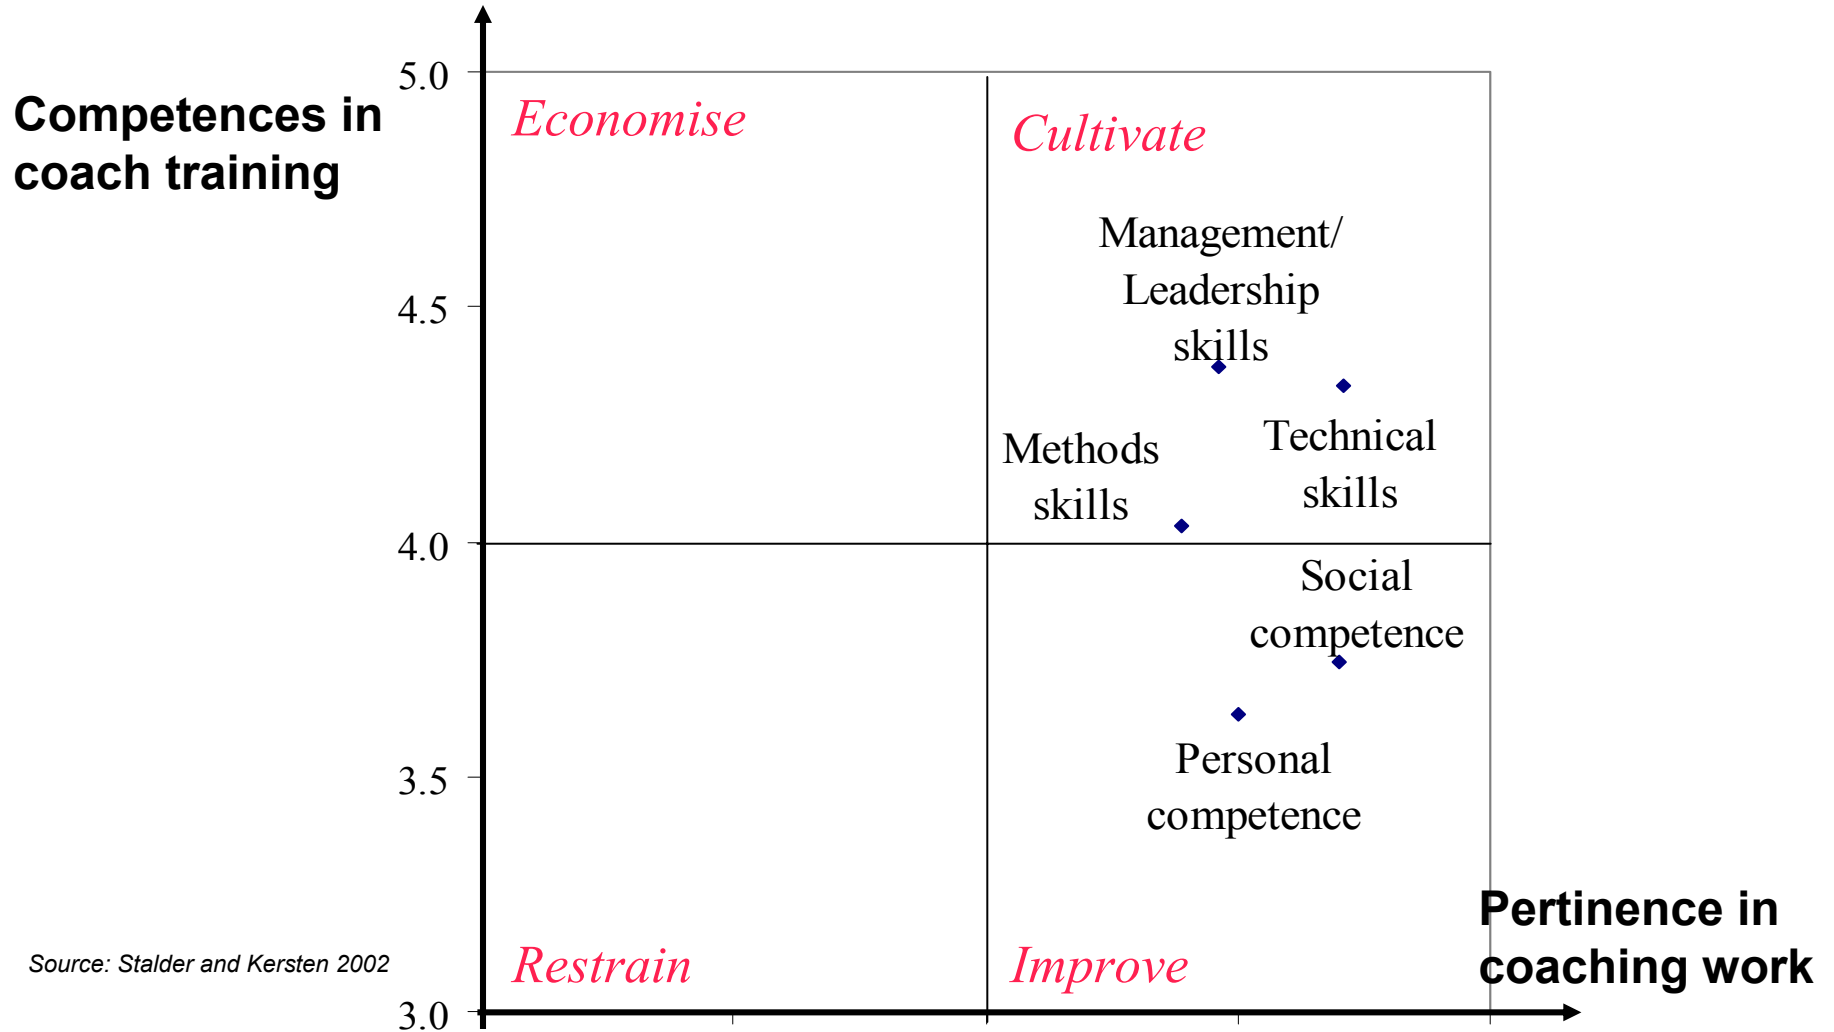 5.0
Competences in
coach training
Economise
Cultivate
Management/
Leadership
skills
4.5
Methods
skills
Technical
skills
4.0
Social
competence
Personal
competence
3.5
Pertinence in
coaching work
Source: Stalder and Kersten 2002
Restrain
Improve
3.0